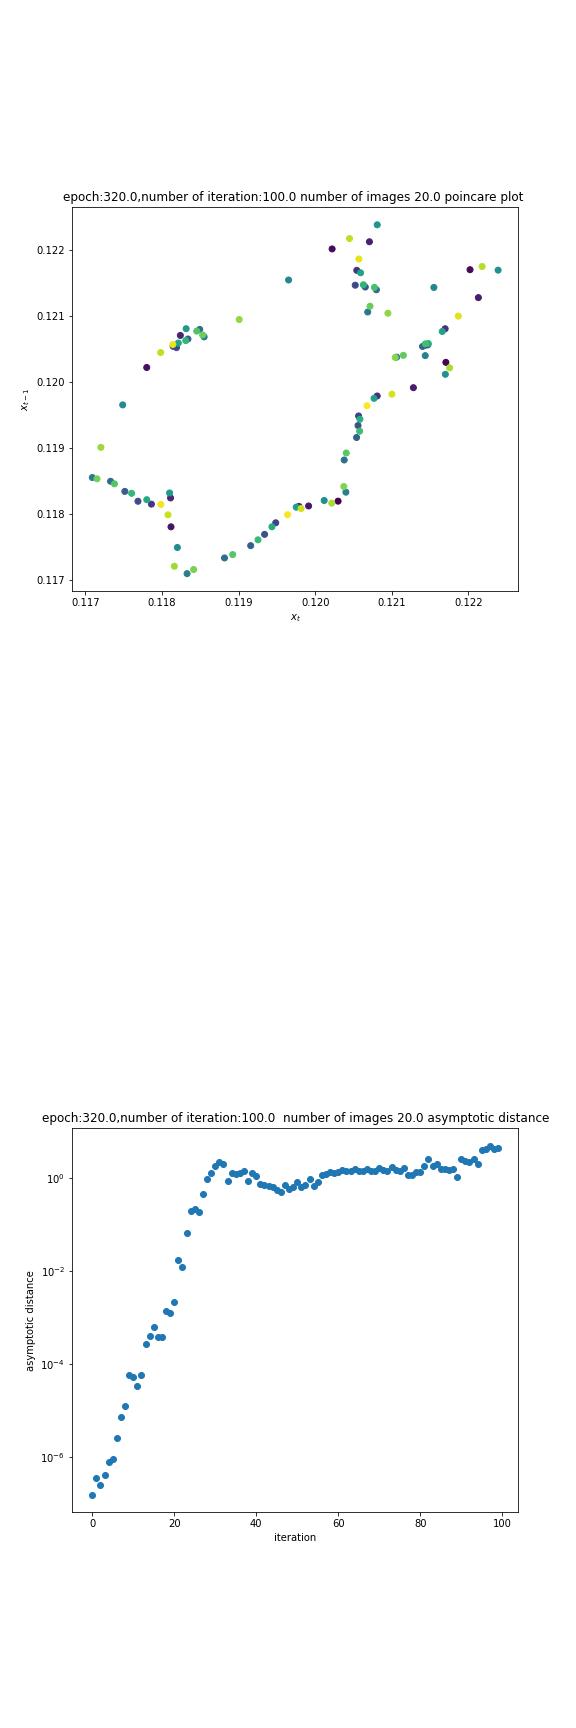 epoch:320.0,number of iteration:100.0 number of images 20.0 poincare plot
0.122
0.121
0.120
0.119
0.118
0.117
x_{t-1}
0.117 0.118 0.119 0.120 0.121 0.122
x_t
epoch:320.0,number of iteration:100.0  number of images 20.0 asymptotic distance
10^0
10^{-2}
10^{-4}
10^{-6}
asymptotic distance
0 20 40 60 80 100
iteration